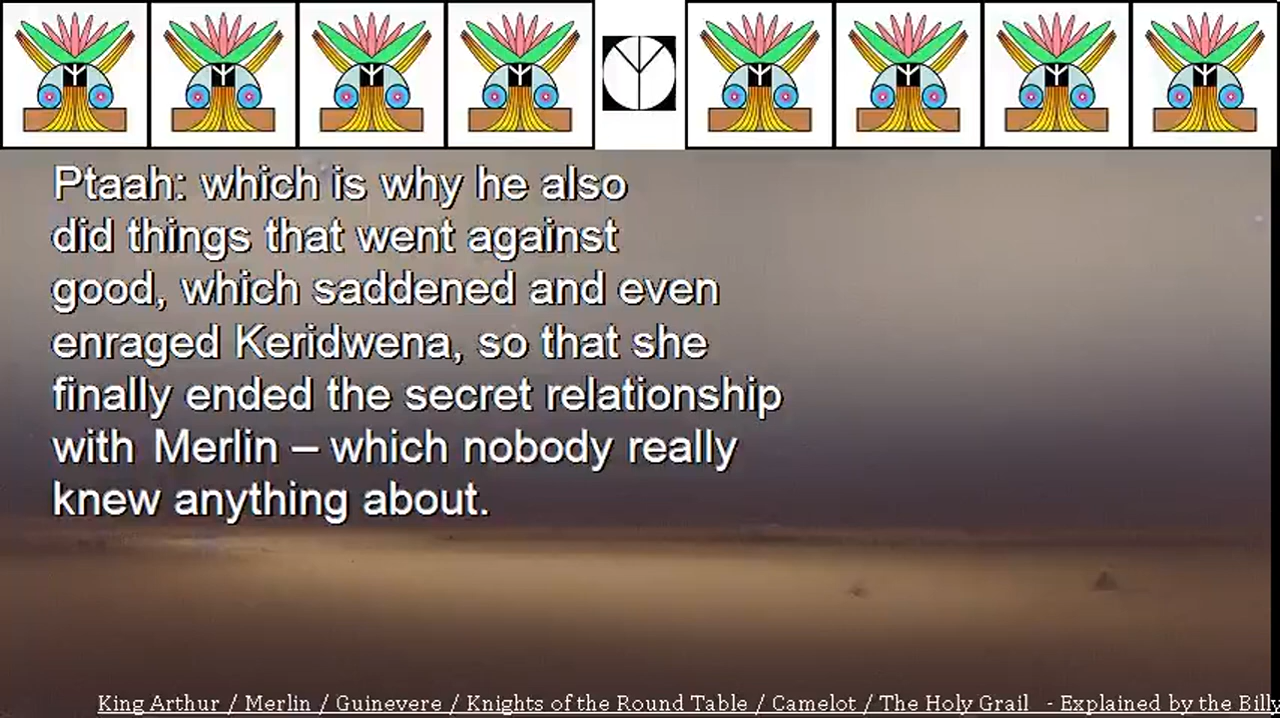 Ptaah: which is why he also
did things that went against
good, which saddened and even
enraged Keridwena, so that she
finally ended the secret relationship
with Merlin – which nobody really
knew anything about.
King Arthur / Merlin / Guinevere / Knights of the Round Table / Camelot / The Holy Grail - Explained by the Billy